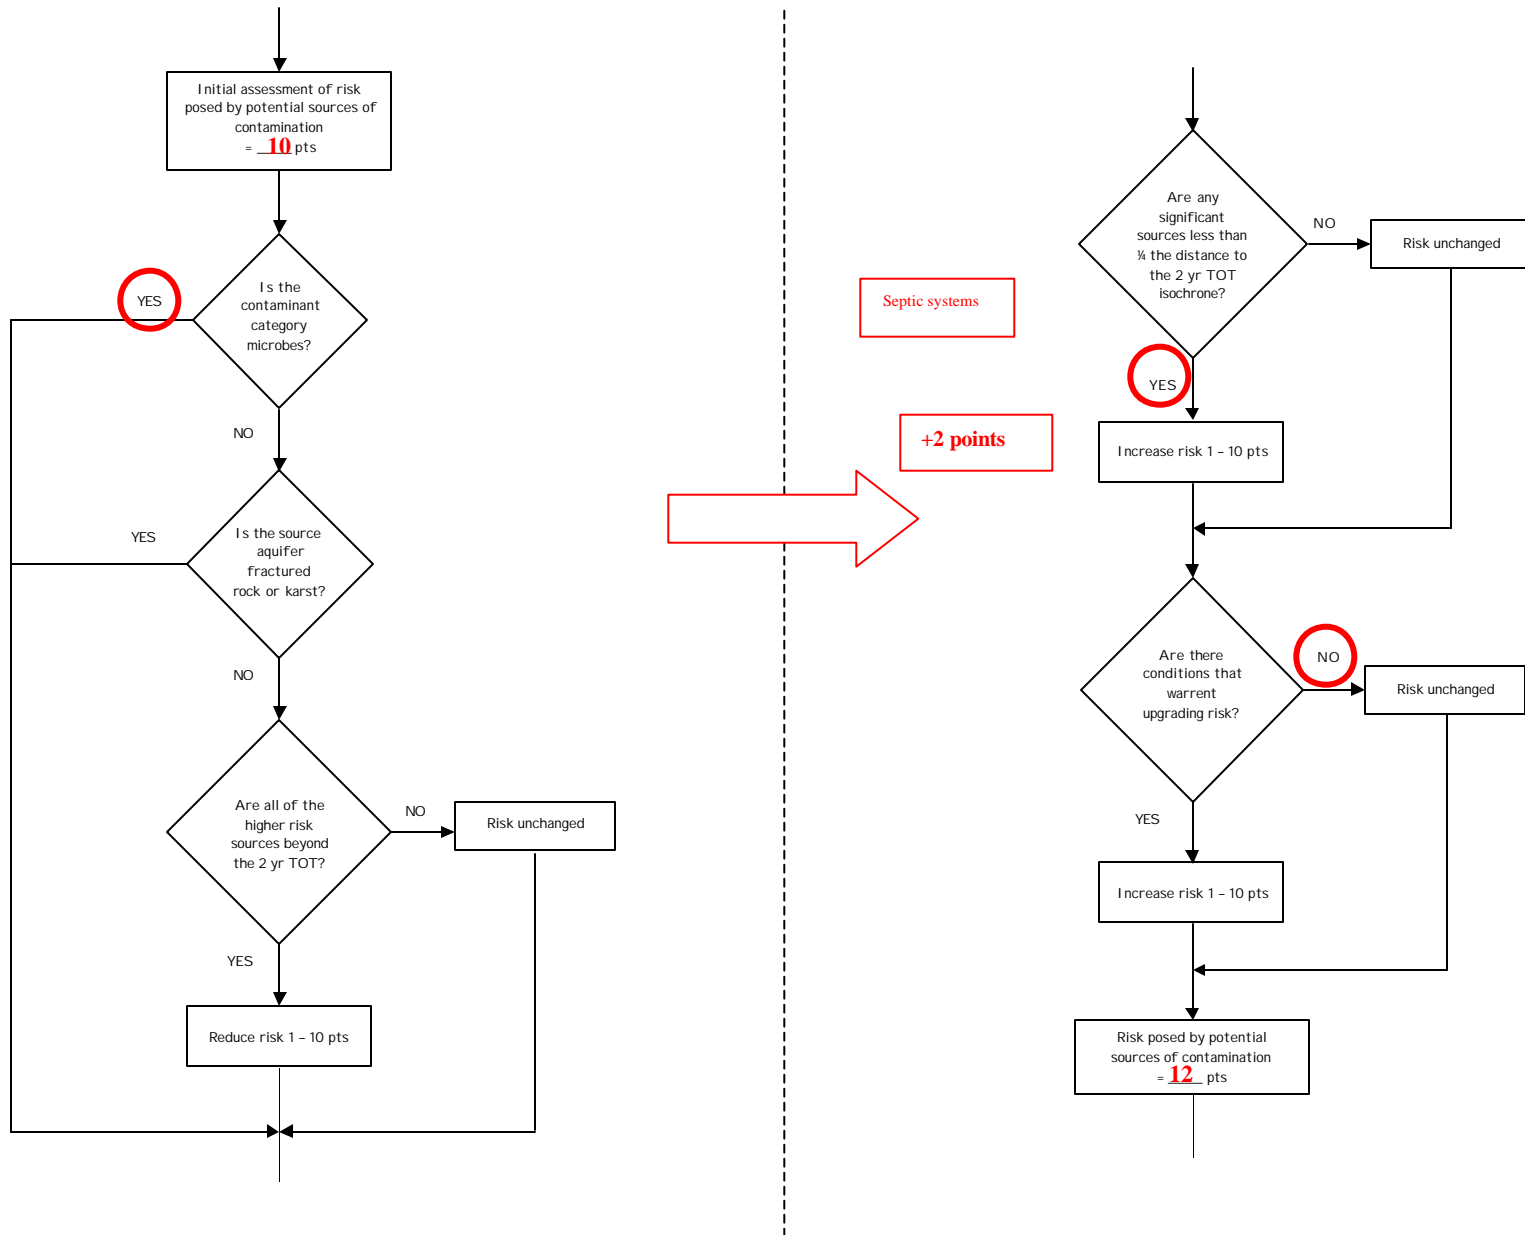 Initial assessment of risk
posed by potential sources of
contamination
= 10 pts
YES
Is the
contaminant
category
microbes?
NO
YES
Is the source
aquifer
fractured
rock or karst?
NO
Are all of the
higher risk
sources beyond
the 2 yr TOT?
NO
Risk unchanged
YES
Reduce risk 1 – 10 pts
Septic systems
+2 points
Are any
significant
sources less than
¼ the distance to
the 2 yr TOT
isochrone?
NO
Risk unchanged
YES
Increase risk 1 – 10 pts
Are there
conditions that
warrent
upgrading risk?
NO
Risk unchanged
YES
Increase risk 1 – 10 pts
Risk posed by potential
sources of contamination
= 12 pts